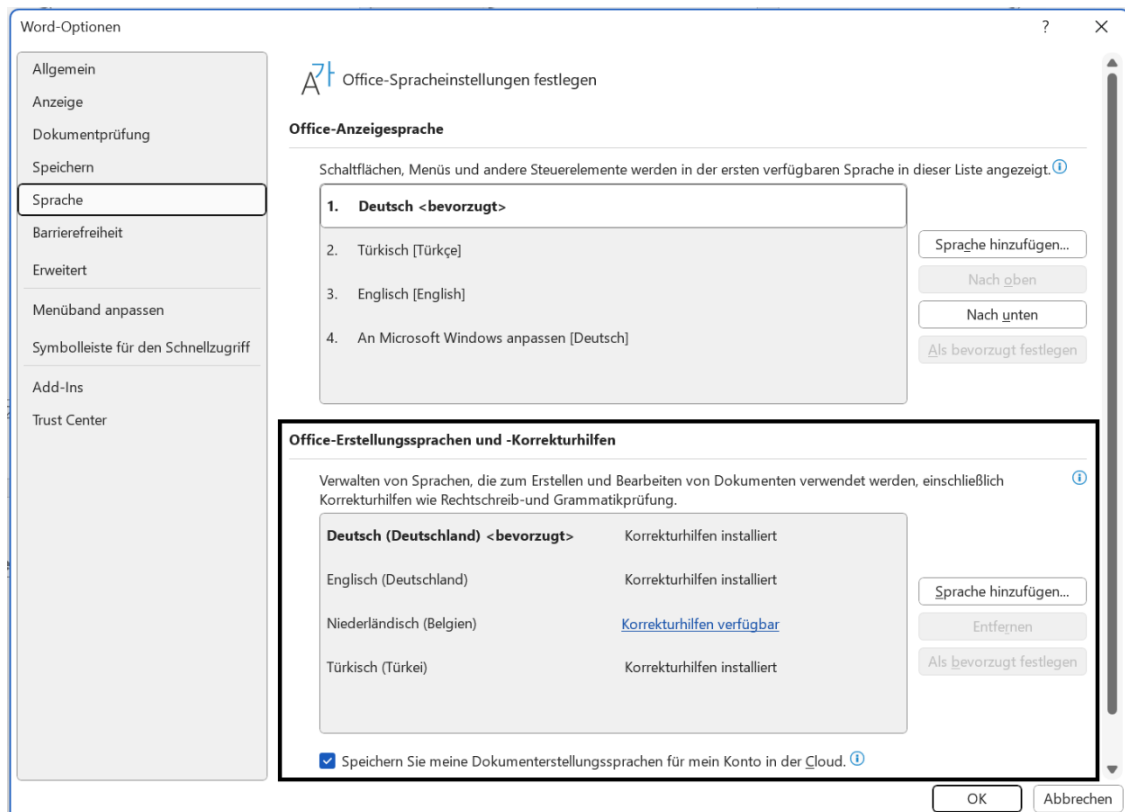 Word-Optionen
?
Allgemein
Anzeige
Dokumentprüfung
Speichern
Sprache
Barrierefreiheit
Erweitert
Menüband anpassen
Symbolleiste für den Schnellzugriff
Add-Ins
Trust Center
Office-Spracheinstellungen festlegen
Office-Anzeigesprache
Schaltflächen, Menüs und andere Steuerelemente werden in der ersten verfügbaren Sprache in dieser Liste angezeigt.
1. Deutsch <bevorzugt>
2. Türkisch [Türkçe]
3. Englisch [English]
4. An Microsoft Windows anpassen [Deutsch]
Sprache hinzufügen...
Nach oben
Nach unten
Als bevorzugt festlegen
Office-Erstellungssprachen und -Korrekturhilfen
Verwalten von Sprachen, die zum Erstellen und Bearbeiten von Dokumenten verwendet werden, einschließlich
Korrekturhilfen wie Rechtschreib-und Grammatikprüfung.
Deutsch (Deutschland) <bevorzugt> Korrekturhilfen installiert
Englisch (Deutschland) Korrekturhilfen installiert
Niederländisch (Belgien) Korrekturhilfen verfügbar
Türkisch (Türkei) Korrekturhilfen installiert
Sprache hinzufügen...
Entfernen
Als bevorzugt festlegen
Speichern Sie meine Dokumenterstellungssprachen für mein Konto in der Cloud.
OK
Abbrechen